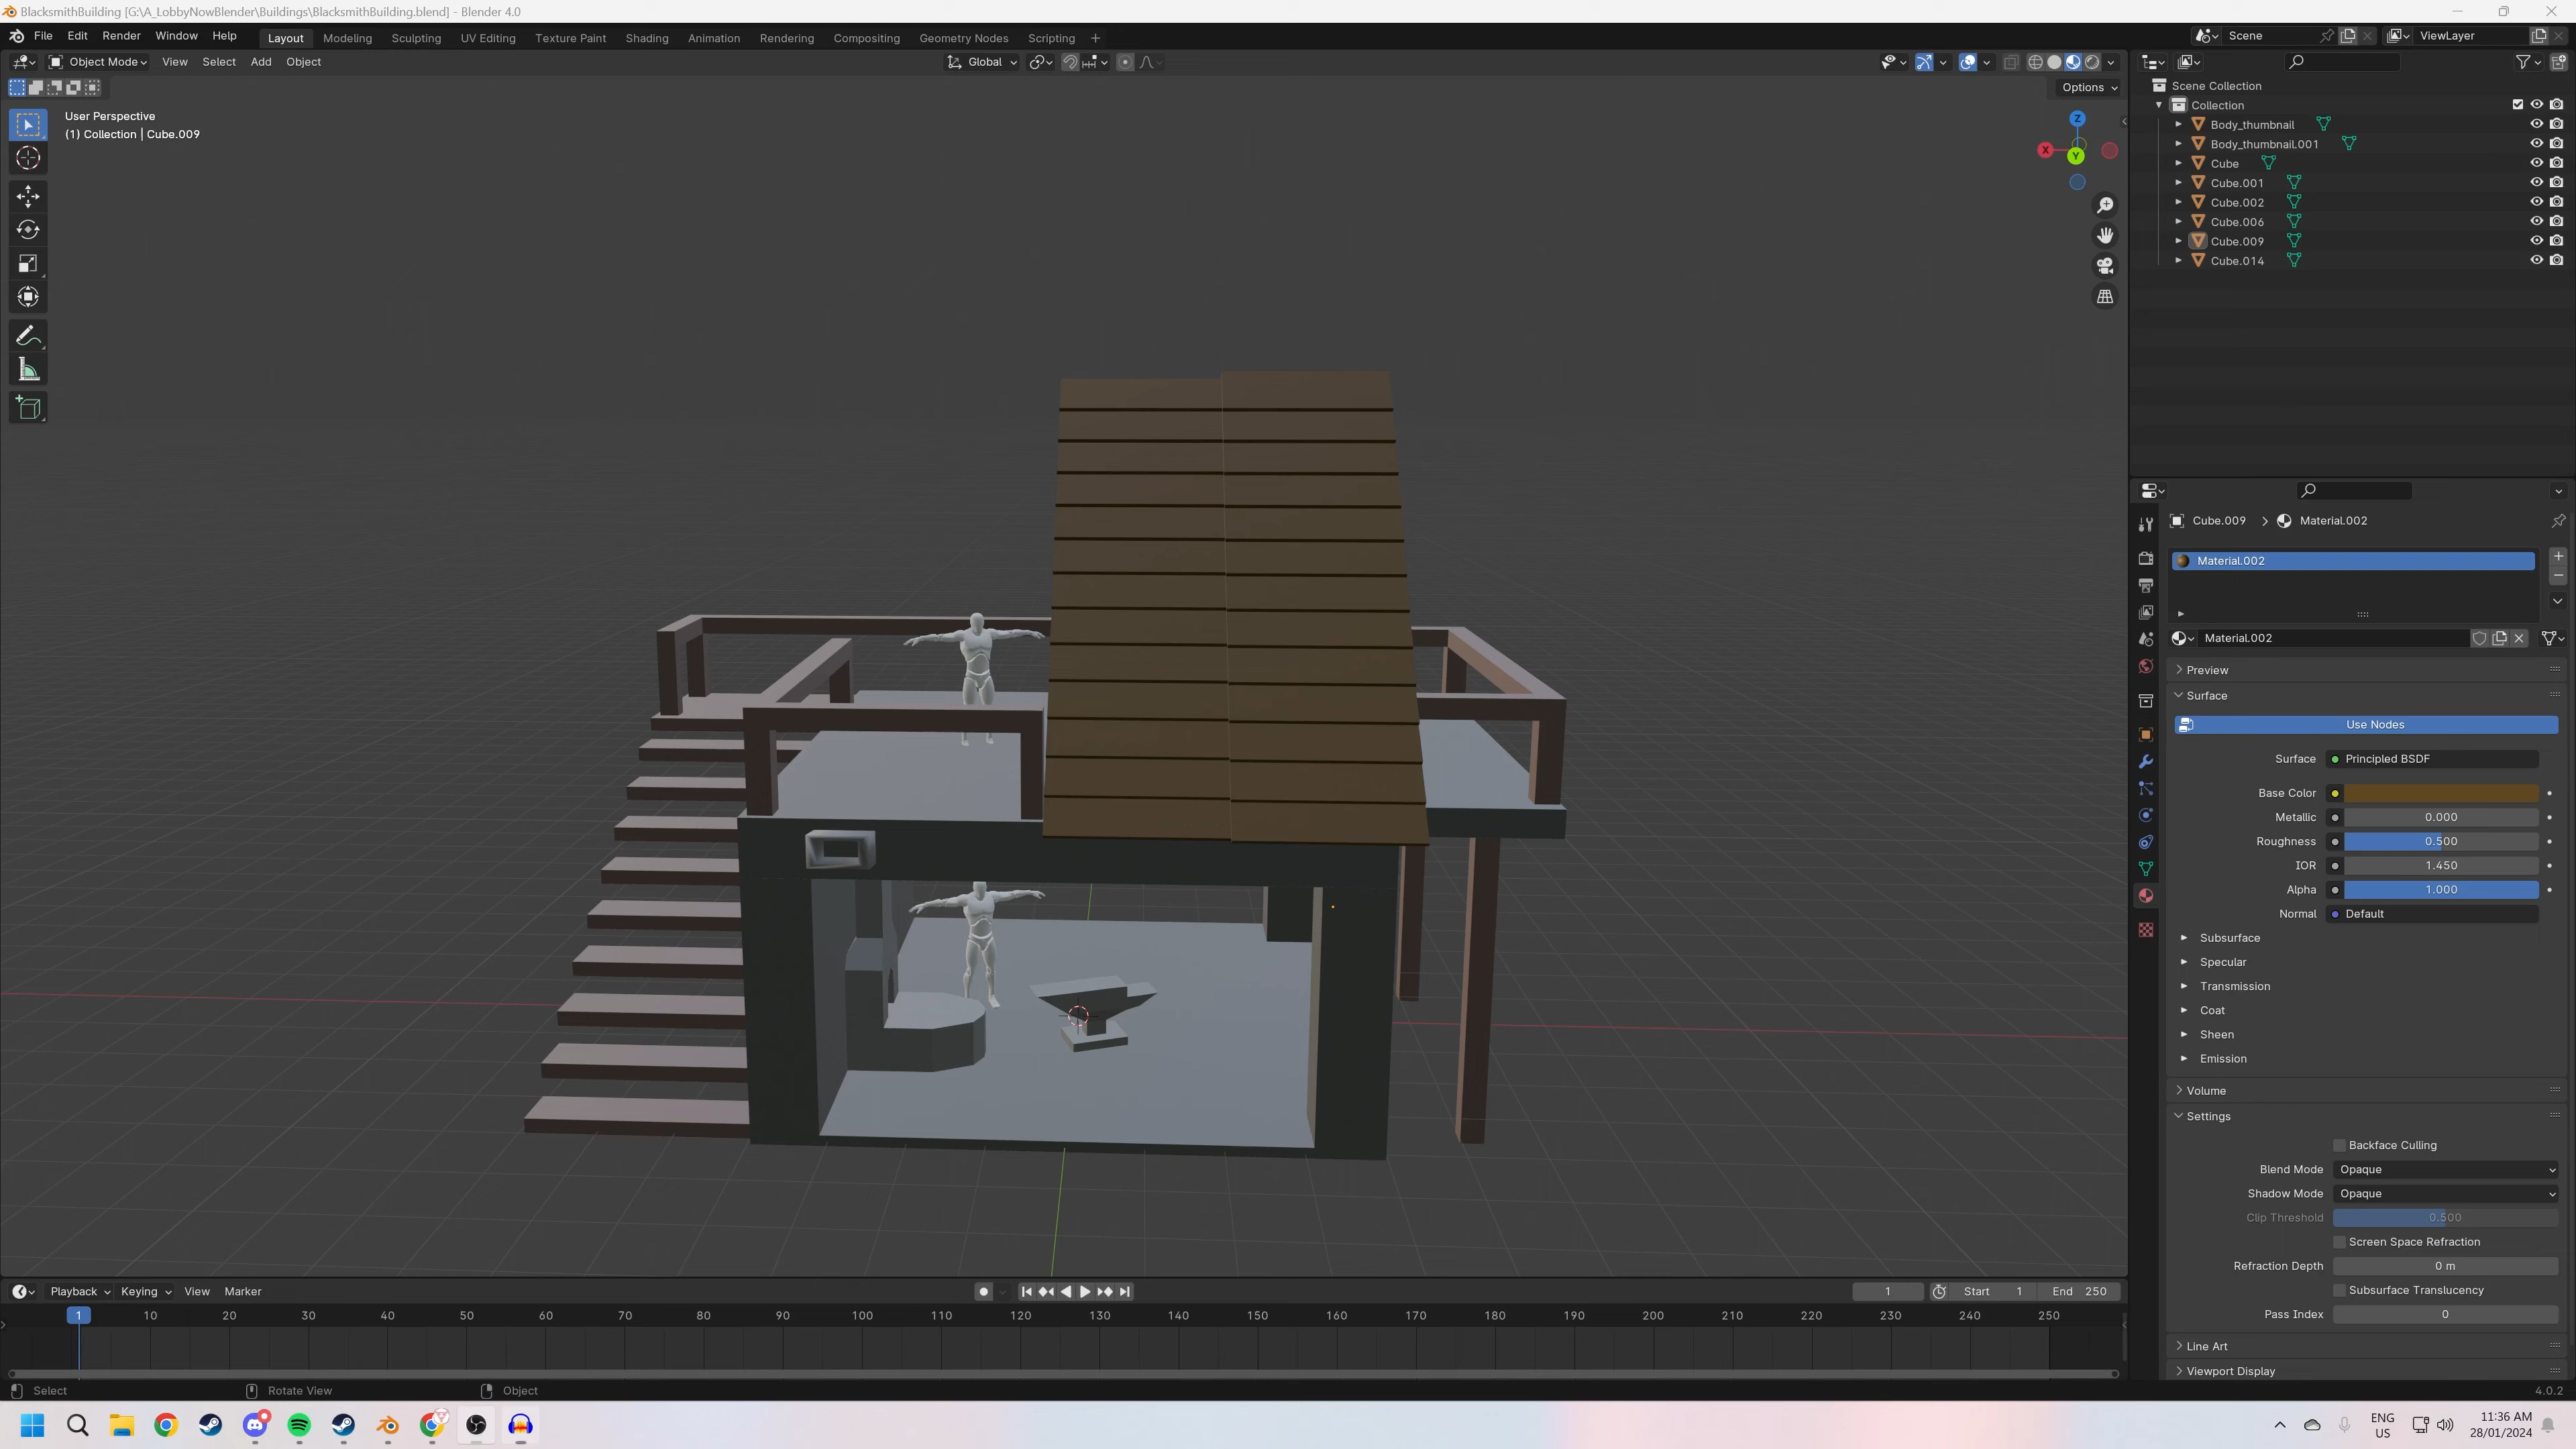 BlacksmithBuilding [G:\A_LobbyNowBlender\Buildings\BlacksmithBuilding.blend] - Blender 4.0
File Edit Render Window Help Layout Modeling Sculpting UV Editing Texture Paint Shading Animation Rendering Compositing Geometry Nodes Scripting + Scene ViewLayer
Object Mode View Select Add Object Global
Options
User Perspective
(1) Collection | Cube.009
Z
X
Y
Scene Collection
Collection
Body_thumbnail
Body_thumbnail.001
Cube
Cube.001
Cube.002
Cube.006
Cube.009
Cube.014
Cube.009 Material.002
Material.002
Material.002
Preview
Surface
Use Nodes
Surface Principled BSDF
Base Color
Metallic 0.000
Roughness 0.500
IOR 1.450
Alpha 1.000
Normal Default
Subsurface
Specular
Transmission
Coat
Sheen
Emission
Volume
Settings
Backface Culling
Blend Mode Opaque
Shadow Mode Opaque
Clip Threshold 0.500
Screen Space Refraction
Refraction Depth 0 m
Subsurface Translucency
Pass Index 0
Line Art
Viewport Display
Playback Keying View Marker 1 Start 1 End 250
1 10 20 30 40 50 60 70 80 90 100 110 120 130 140 150 160 170 180 190 200 210 220 230 240 250
Select Rotate View Object 4.0.2
ENG
US
11:36 AM
28/01/2024